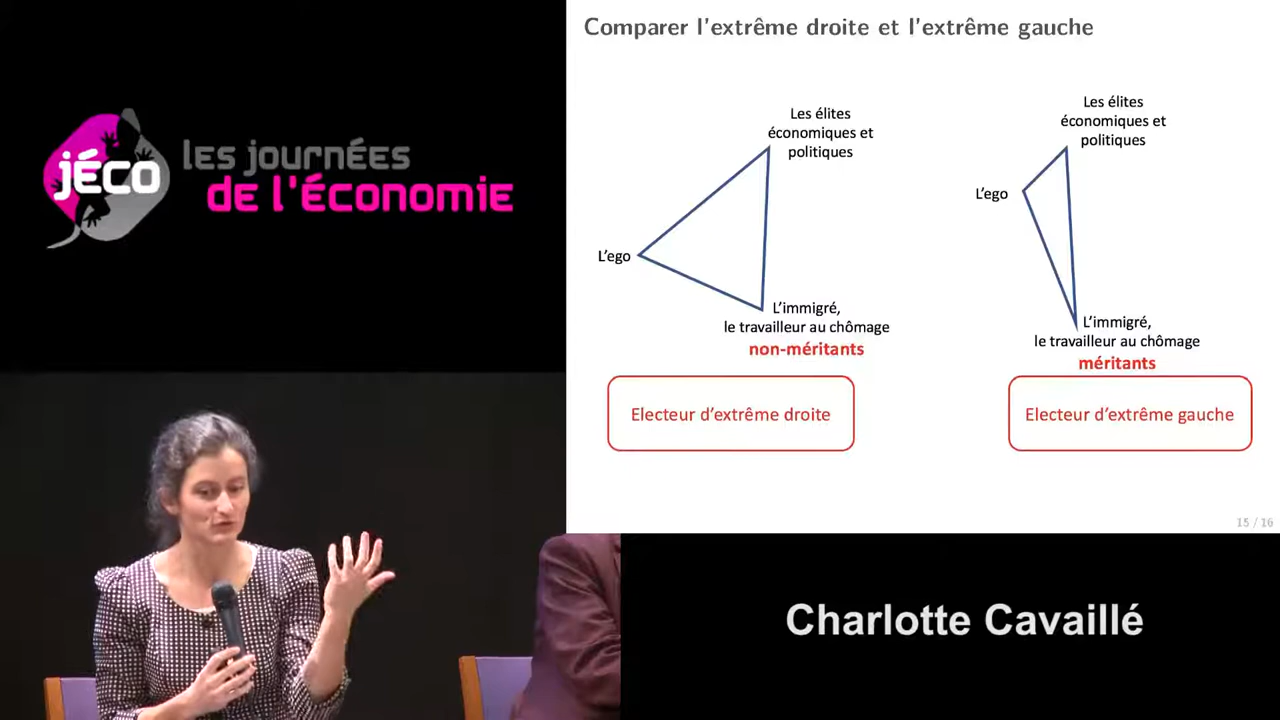 jéco
les journées
de l'économie
Comparer l'extrême droite et l'extrême gauche
Les élites
économiques et
politiques
L'ego
L'immigré,
le travailleur au chômage
non-méritants
Electeur d'extrême droite
Les élites
économiques et
politiques
L'ego
L'immigré,
le travailleur au chômage
méritants
Electeur d'extrême gauche
15 / 16
Charlotte Cavaillé